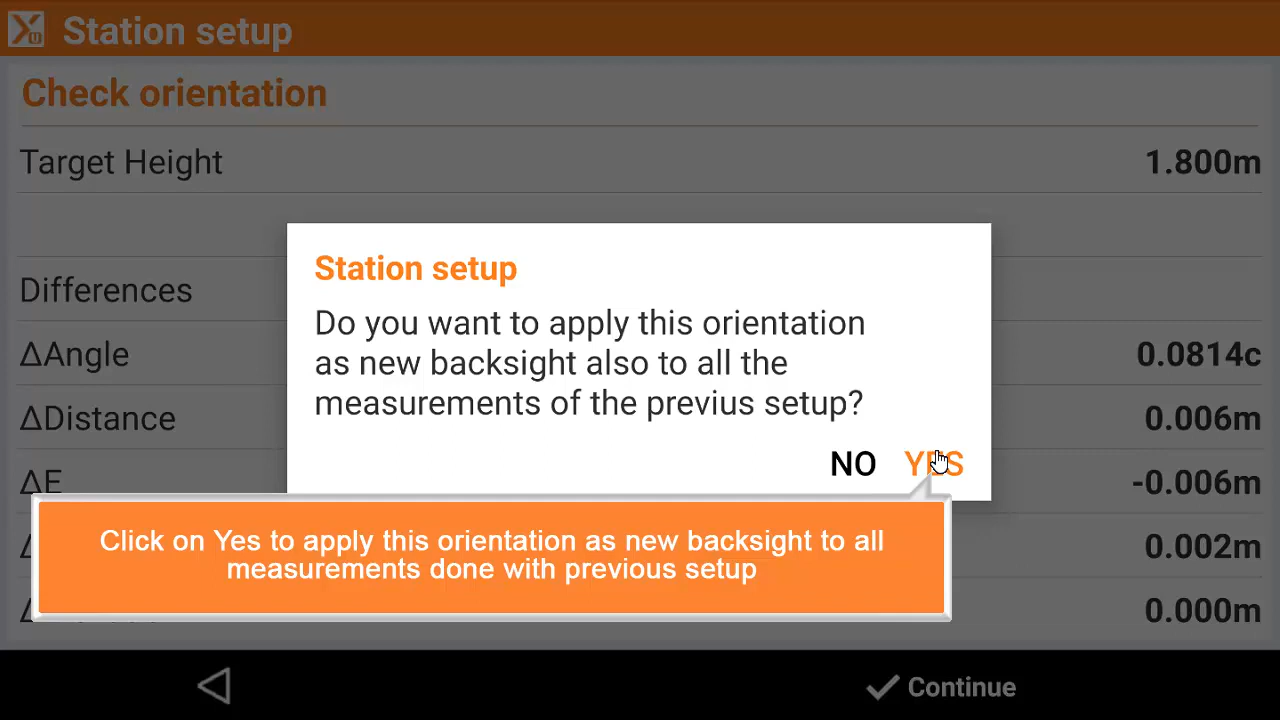 Station setup
Check orientation
Target Height 1.800m
Differences
ΔAngle 0.0814c
ΔDistance 0.006m
ΔE -0.006m
0.002m
0.000m
Station setup
Do you want to apply this orientation
as new backsight also to all the
measurements of the previus setup?
NO YES
Click on Yes to apply this orientation as new backsight to all
measurements done with previous setup
Continue